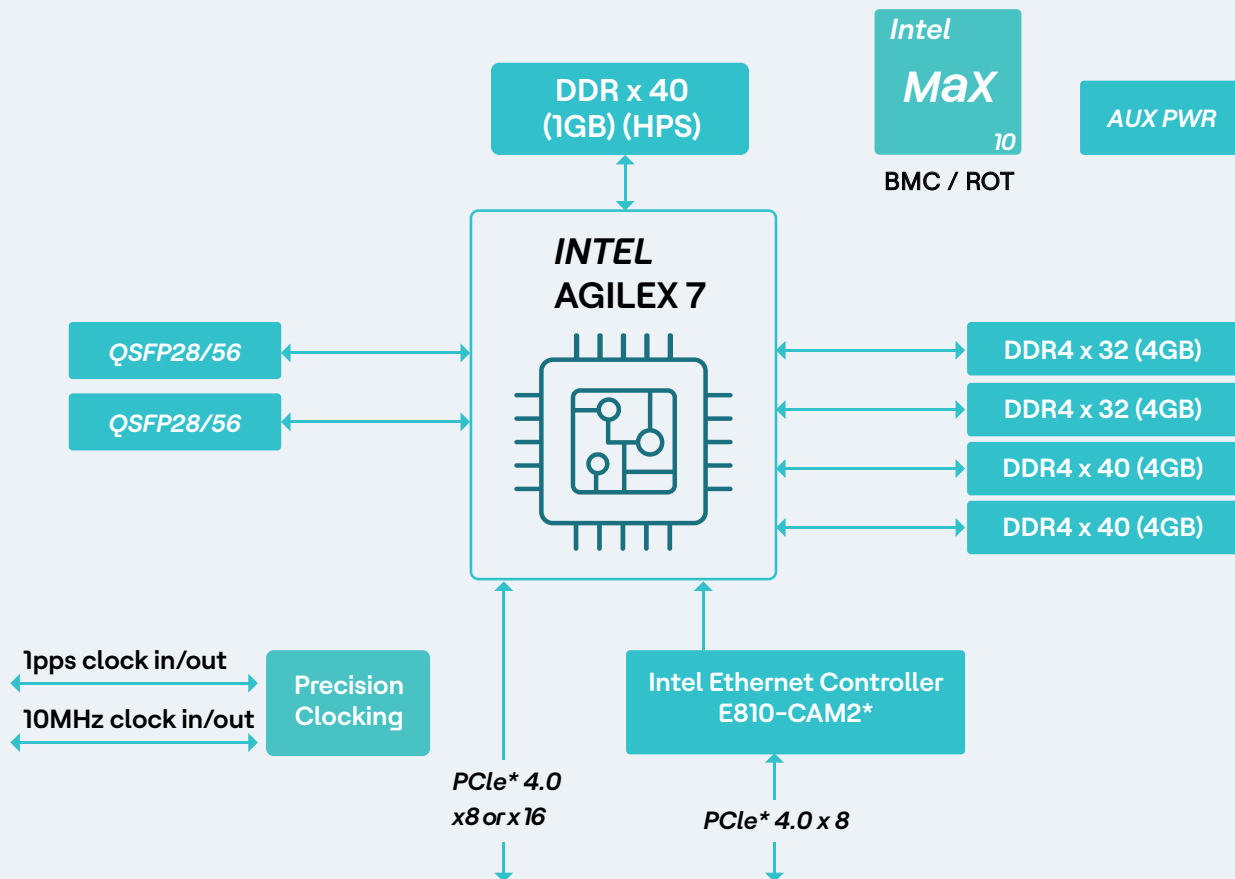 Intel
MaX
10
BMC / ROT
AUX PWR
DDR x 40
(1GB) (HPS)
INTEL
AGILEX 7
QSFP28/56
QSFP28/56
DDR4 x 32 (4GB)
DDR4 x 32 (4GB)
DDR4 x 40 (4GB)
DDR4 x 40 (4GB)
1pps clock in/out
10MHz clock in/out
Precision
Clocking
Intel Ethernet Controller
E810-CAM2*
PCIe* 4.0
x8 or x 16
PCIe* 4.0 x 8